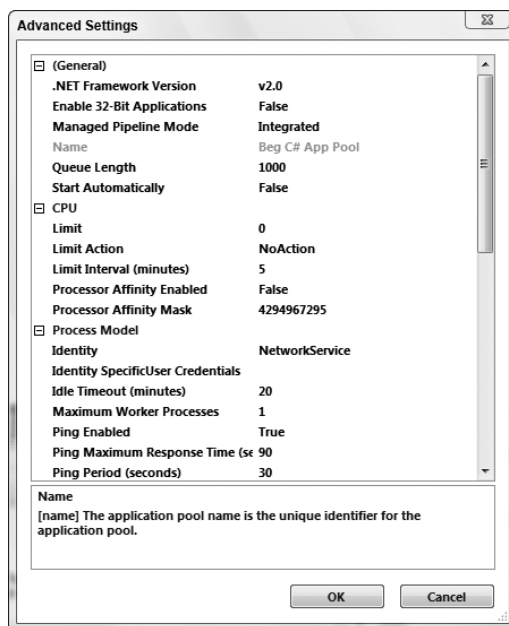 Advanced Settings
(General)
.NET Framework Version v2.0
Enable 32-Bit Applications False
Managed Pipeline Mode Integrated
Name Beg C# App Pool
Queue Length 1000
Start Automatically False
CPU
Limit 0
Limit Action NoAction
Limit Interval (minutes) 5
Processor Affinity Enabled False
Processor Affinity Mask 4294967295
Process Model
Identity NetworkService
Identity SpecificUser Credentials
Idle Timeout (minutes) 20
Maximum Worker Processes 1
Ping Enabled True
Ping Maximum Response Time (se 90
Ping Period (seconds) 30
Name
[name] The application pool name is the unique identifier for the
application pool.
OK Cancel